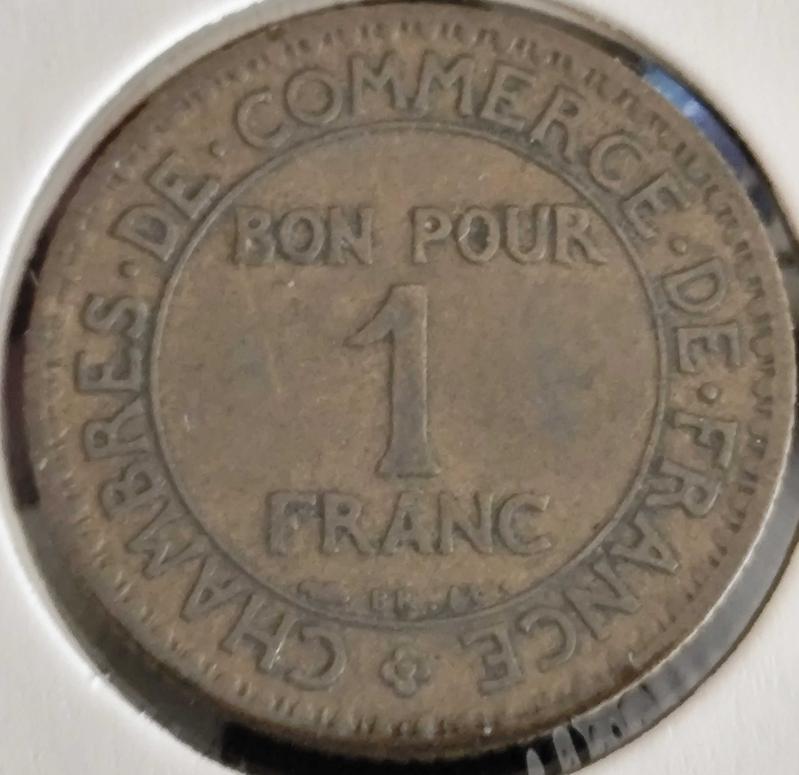 CHAMBRES · DE · COMMERCE · DE · FRANCE
BON POUR
1
FRANC